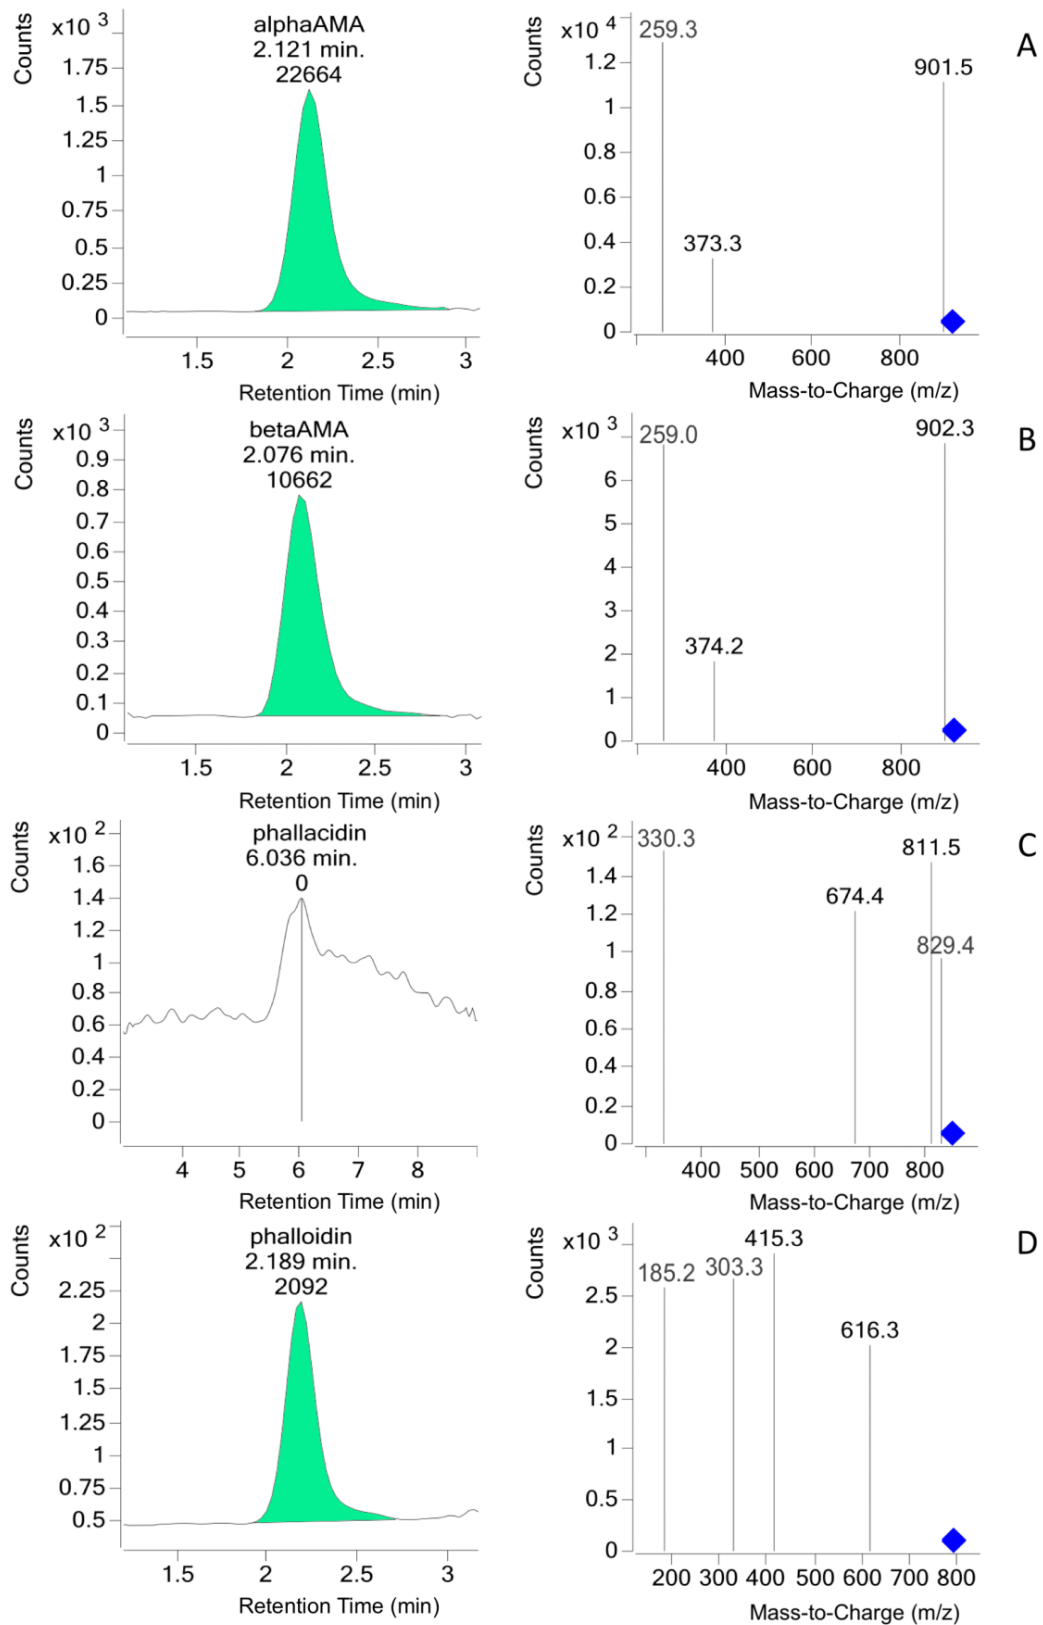 Counts
x10 3
alphaAMA
2.121 min.
22664
1.75
1.5
1.25
1
0.75
0.5
0.25
0
1.5 2 2.5 3
Retention Time (min)
Counts
x10 4
259.3
901.5
373.3
1.2
1
0.8
0.6
0.4
0.2
0
400 600 800
Mass-to-Charge (m/z)
A
Counts
x10 3
betaAMA
2.076 min.
10662
0.9
0.8
0.7
0.6
0.5
0.4
0.3
0.2
0.1
0
1.5 2 2.5 3
Retention Time (min)
Counts
x10 3
259.0
902.3
374.2
6
5
4
3
2
1
0
400 600 800
Mass-to-Charge (m/z)
B
Counts
x10 2
phallacidin
6.036 min.
0
1.8
1.6
1.4
1.2
1
0.8
0.6
0.4
0.2
0
4 5 6 7 8
Retention Time (min)
Counts
x10 2
330.3
811.5
674.4
829.4
1.4
1.2
1
0.8
0.6
0.4
0.2
0
400 500 600 700 800
Mass-to-Charge (m/z)
C
Counts
x10 2
phalloidin
2.189 min.
2092
2.25
2
1.75
1.5
1.25
1
0.75
0.5
1.5 2 2.5 3
Retention Time (min)
Counts
x10 3
415.3
185.2
303.3
616.3
2.5
2
1.5
1
0.5
0
200 300 400 500 600 700 800
Mass-to-Charge (m/z)
D